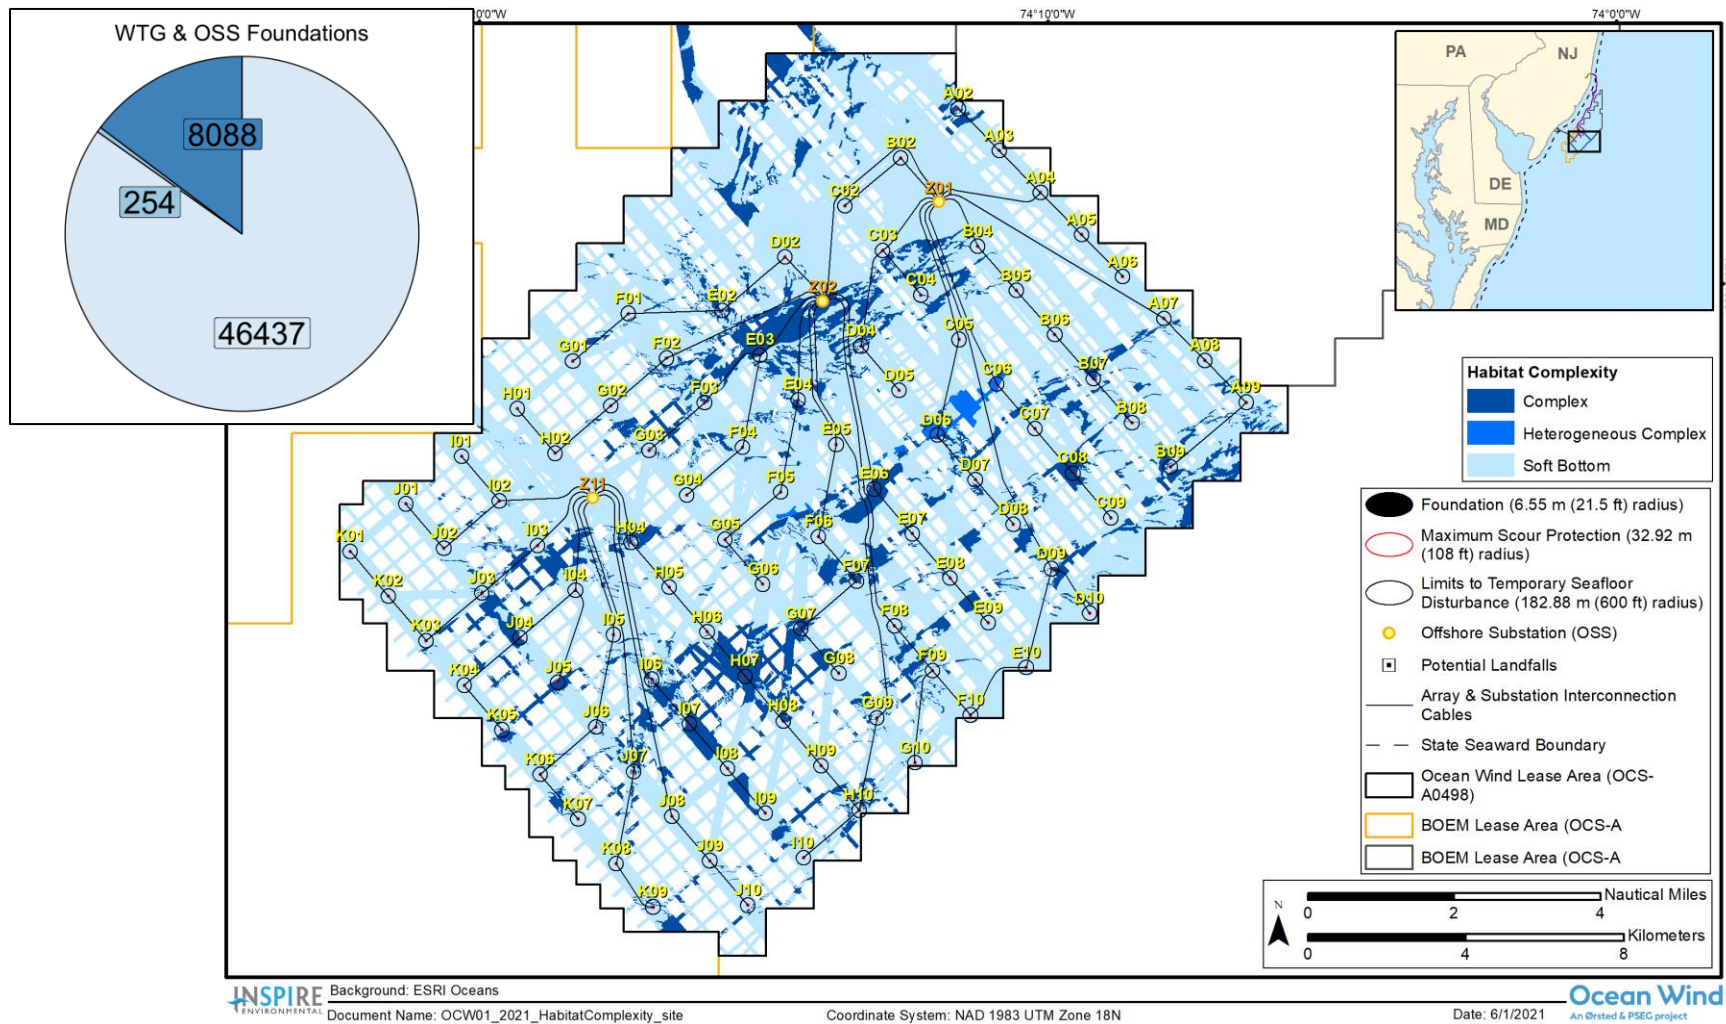 WTG & OSS Foundations
8088
254
46437
0'0"W
74°10'0"W
74°0'0"W
PA
NJ
DE
MD
A02
A03
B02
A04
C02
Z01
A05
D02
C03
B04
A06
C04
B05
E02
Z02
F01
A07
B06
D04
C05
G01
F02
E03
A08
B07
C06
D05
E04
F03
G02
A09
H01
B08
C07
D06
E05
F04
G03
H02
I01
B09
C08
D07
E06
F05
G04
I02
Z11
J01
C09
D08
E07
F06
G05
H04
I03
J02
K01
D09
E08
F07
G06
H05
I04
J03
K02
D10
E09
F08
G07
H06
I05
J04
K03
E10
F09
G08
H07
I06
J05
K04
F10
G09
H08
I07
J06
K05
G10
H09
I08
J07
K06
H10
I09
J08
K07
I10
J09
K08
J10
K09
Habitat Complexity
Complex
Heterogeneous Complex
Soft Bottom
Foundation (6.55 m (21.5 ft) radius)
Maximum Scour Protection (32.92 m
(108 ft) radius)
Limits to Temporary Seafloor
Disturbance (182.88 m (600 ft) radius)
Offshore Substation (OSS)
Potential Landfalls
Array & Substation Interconnection
Cables
State Seaward Boundary
Ocean Wind Lease Area (OCS-
A0498)
BOEM Lease Area (OCS-A
BOEM Lease Area (OCS-A
N
Nautical Miles
0 2 4
Kilometers
0 4 8
INSPIRE
ENVIRONMENTAL
Background: ESRI Oceans
Document Name: OCW01_2021_HabitatComplexity_site
Coordinate System: NAD 1983 UTM Zone 18N
Date: 6/1/2021
Ocean Wind
An Ørsted & PSEG project